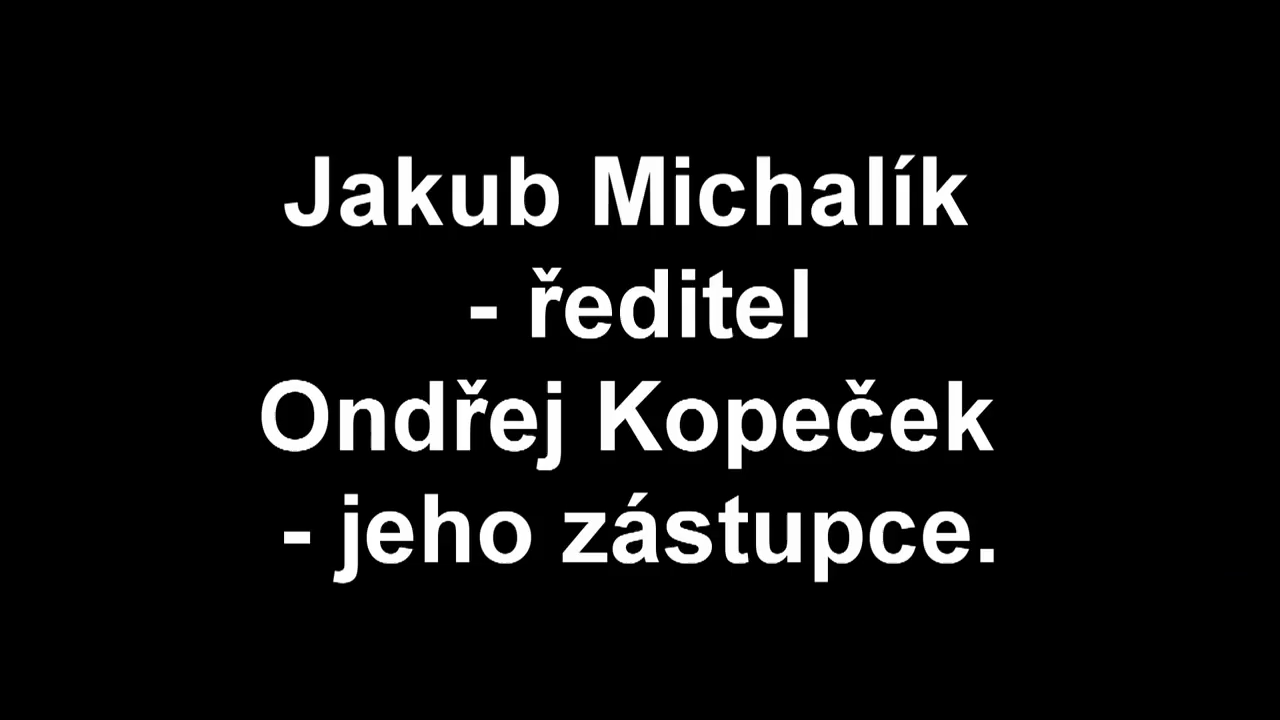 Jakub Michalík
- ředitel
Ondřej Kopeček
- jeho zástupce.